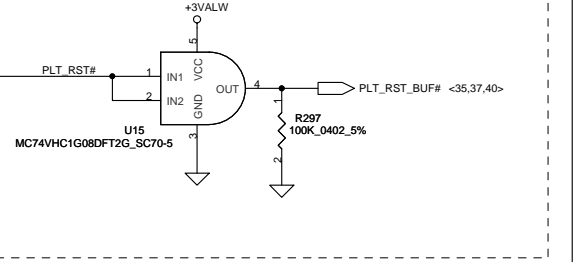 +3VALW
5
PLT_RST#
1
IN1
VCC
OUT
4
PLT_RST_BUF# <35,37,40>
2
IN2
GND
1
U15
MC74VHC1G08DFT2G_SC70-5
3
R297
100K_0402_5%
2